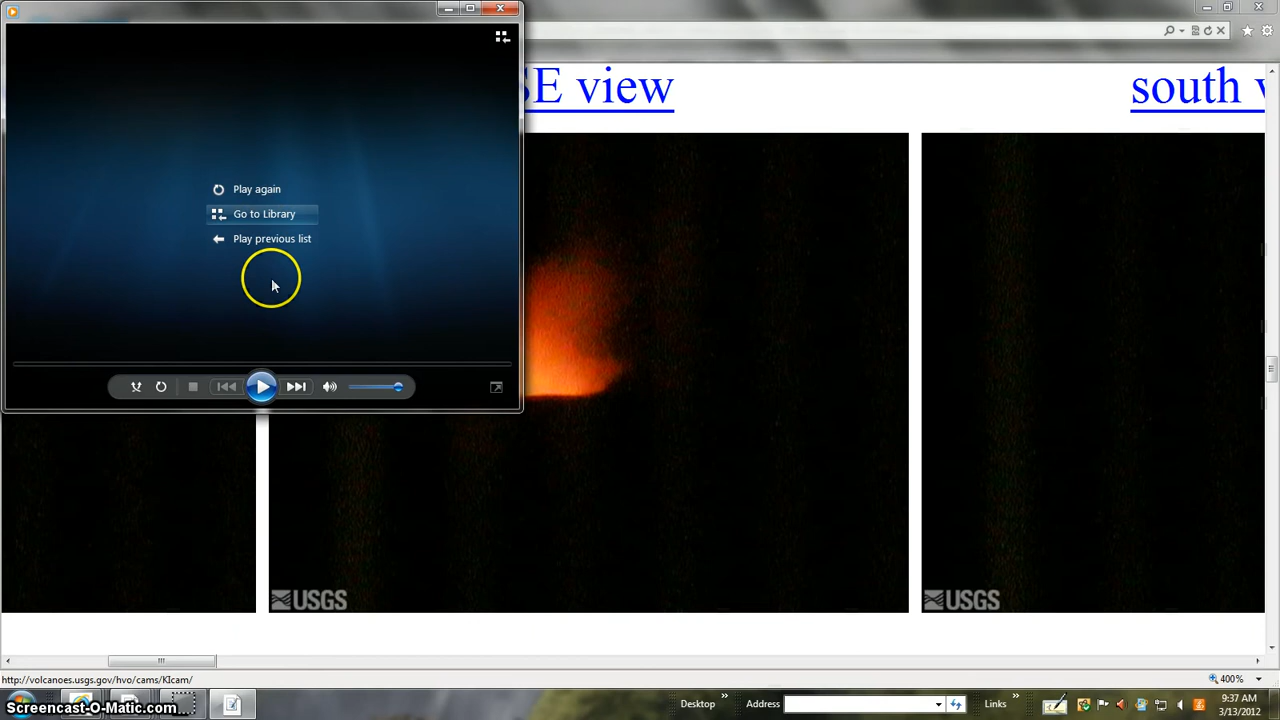 SE view
south v
Play again
Go to Library
Play previous list
USGS
USGS
http://volcanoes.usgs.gov/hvo/cams/KIcam/
400%
Screencast-O-Matic.com
Desktop
Address
Links
9:37 AM
3/13/2012